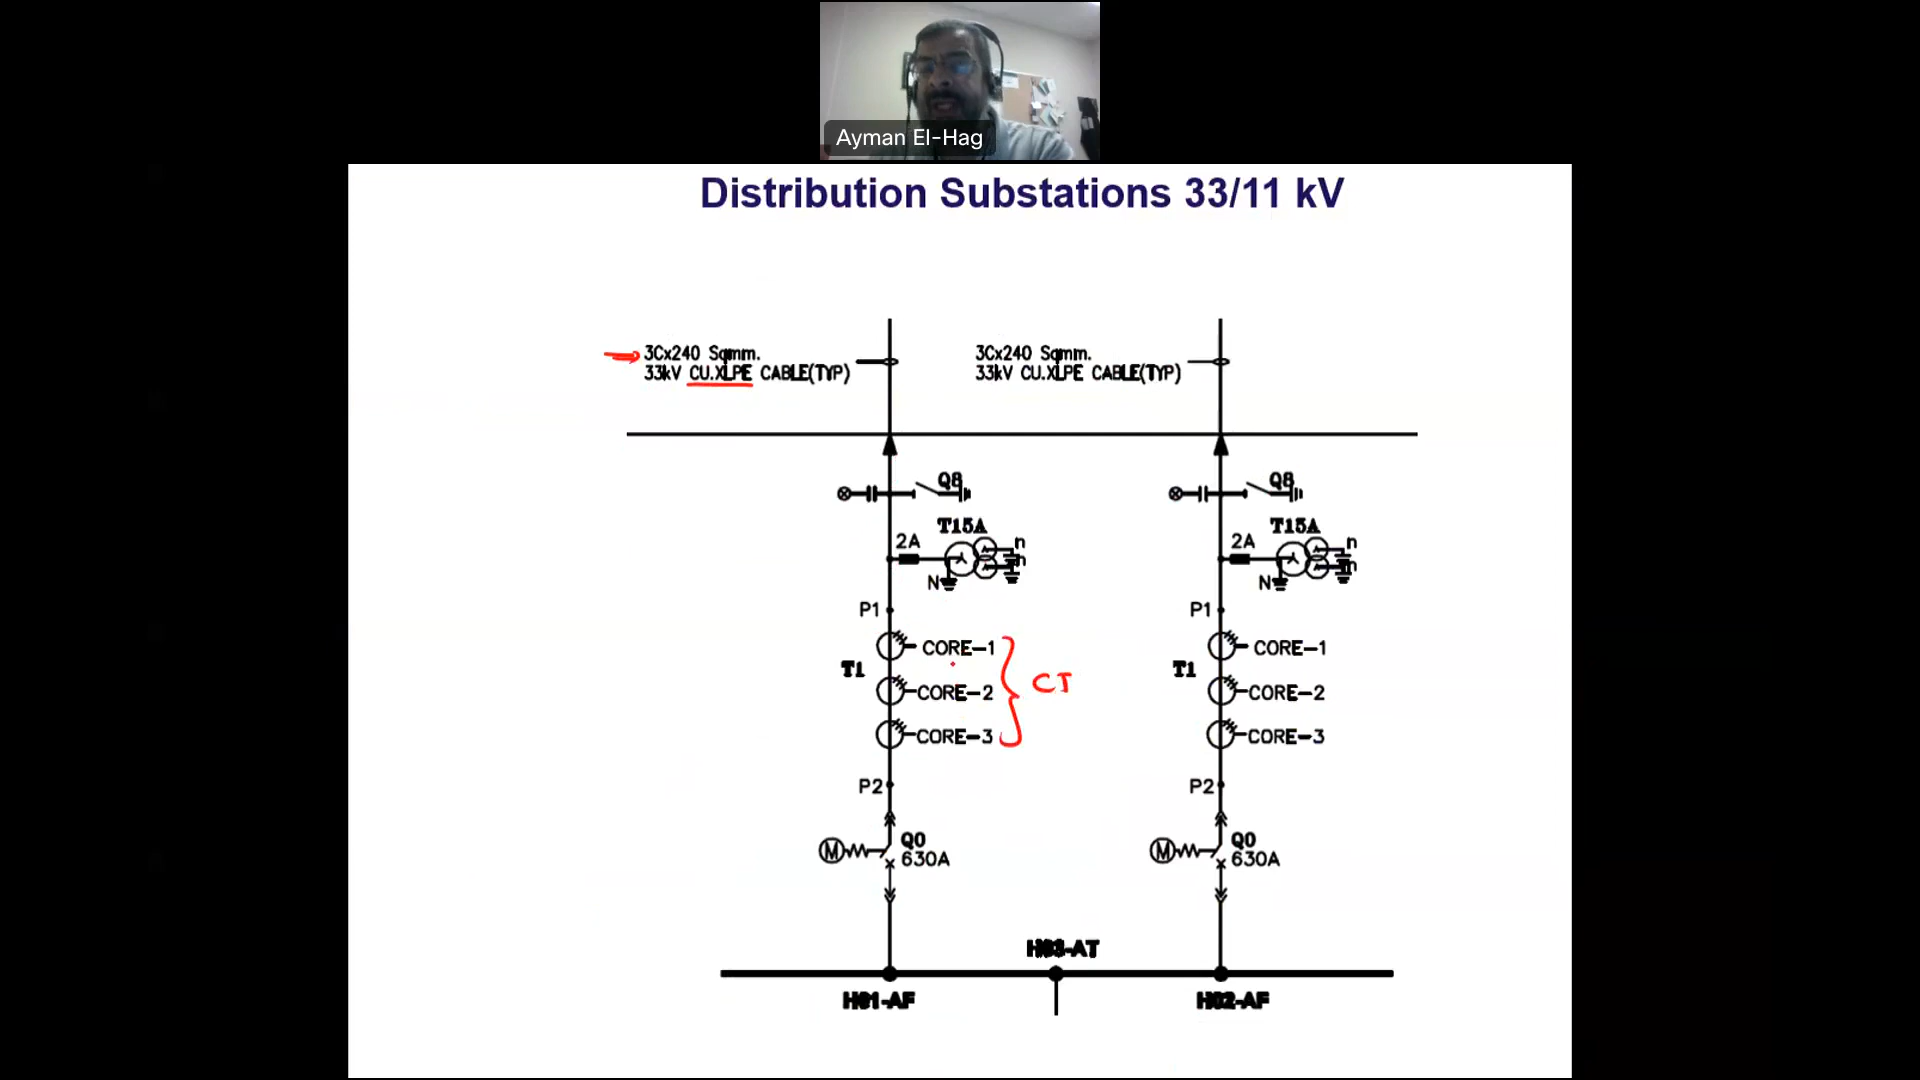 Ayman El-Hag
Distribution Substations 33/11 kV
3Cx240 Sqmm.
33kV CU.XLPE CABLE(TYP)
3Cx240 Sqmm.
33kV CU.XLPE CABLE(TYP)
Q8
Q8
T15A
T15A
2A
n
2A
n
n
N
N
P1
P1
CORE-1
CORE-1
T1
CT
T1
CORE-2
CORE-2
CORE-3
CORE-3
P2
P2
Q0
Q0
M
630A
M
630A
H03-AT
H01-AF
H02-AF